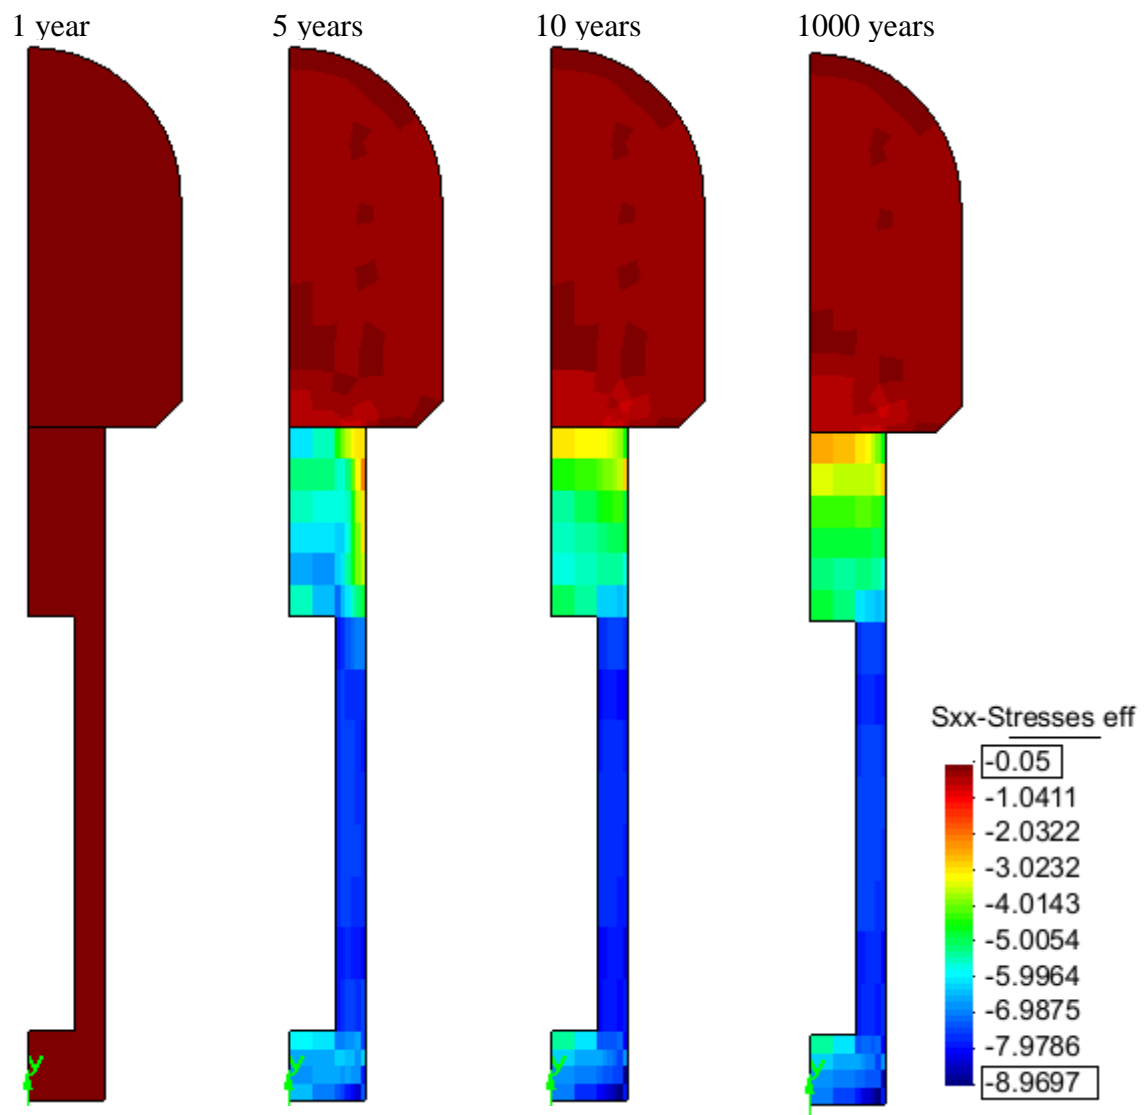 1 year
5 years
10 years
1000 years
Sxx-Stresses eff
-0.05
-1.0411
-2.0322
-3.0232
-4.0143
-5.0054
-5.9964
-6.9875
-7.9786
-8.9697
y
y
y
y